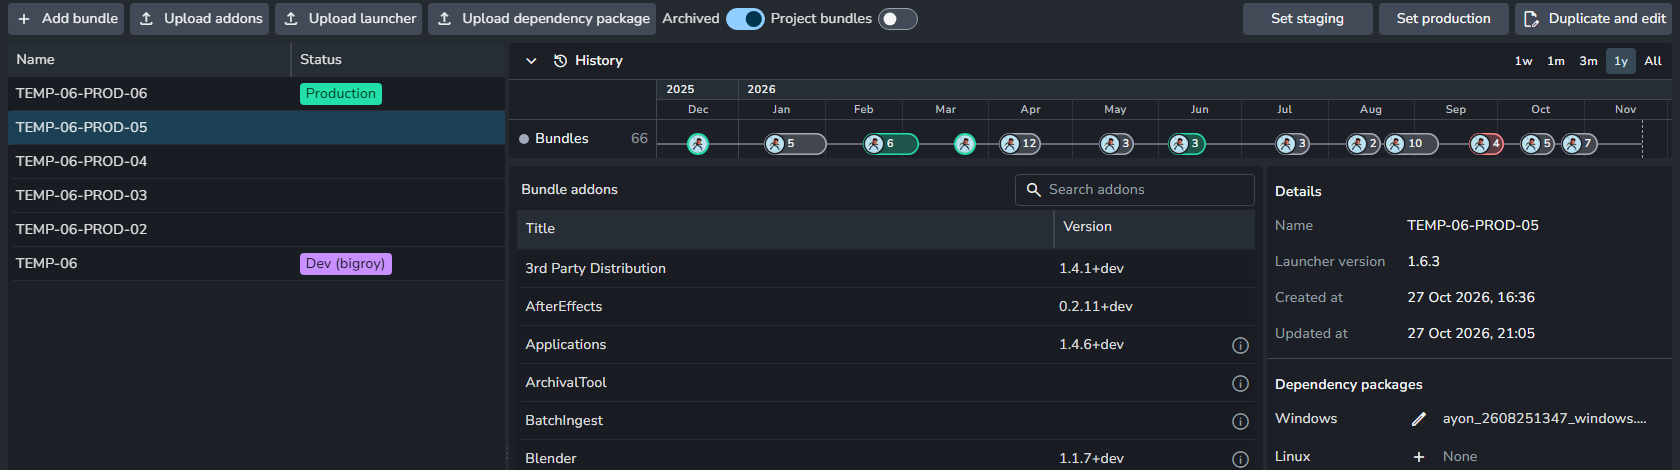 Add bundle Upload addons Upload launcher Upload dependency package Archived Project bundles Set staging Set production Duplicate and edit
Name Status
TEMP-06-PROD-06 Production
TEMP-06-PROD-05
TEMP-06-PROD-04
TEMP-06-PROD-03
TEMP-06-PROD-02
TEMP-06 Dev (bigroy)
History 1w 1m 3m 1y All
2025 2026
Dec Jan Feb Mar Apr May Jun Jul Aug Sep Oct Nov
Bundles 66 5 6 12 3 3 3 2 10 4 5 7
Bundle addons Search addons
Title Version
3rd Party Distribution 1.4.1+dev
AfterEffects 0.2.11+dev
Applications 1.4.6+dev
ArchivalTool
BatchIngest
Blender 1.1.7+dev
Details
Name TEMP-06-PROD-05
Launcher version 1.6.3
Created at 27 Oct 2026, 16:36
Updated at 27 Oct 2026, 21:05
Dependency packages
Windows ayon_2608251347_windows....
Linux None